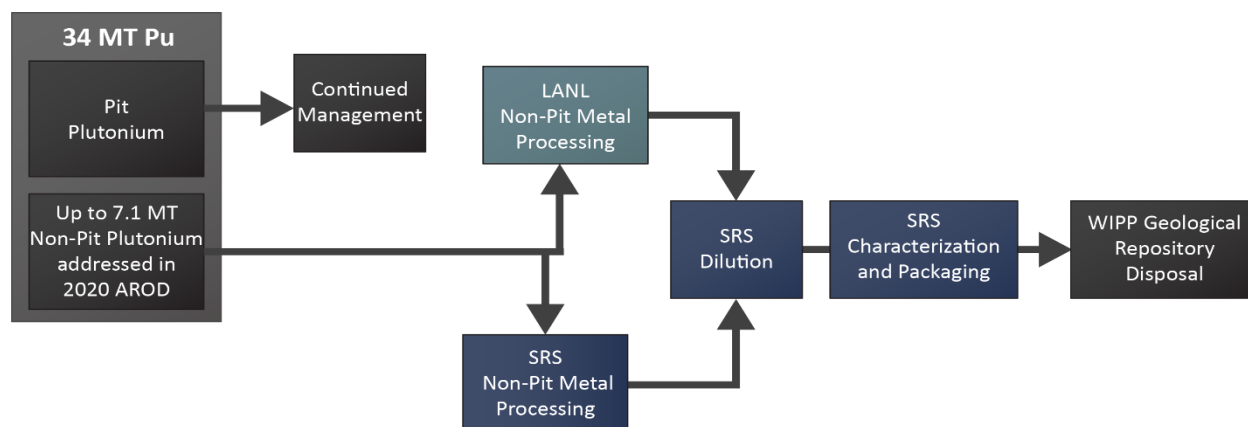 34 MT Pu
Pit
Plutonium
Continued
Management
Up to 7.1 MT
Non-Pit Plutonium
addressed in
2020 AROD
LANL
Non-Pit Metal
Processing
SRS
Non-Pit Metal
Processing
SRS
Dilution
SRS
Characterization
and Packaging
WIPP Geological
Repository
Disposal